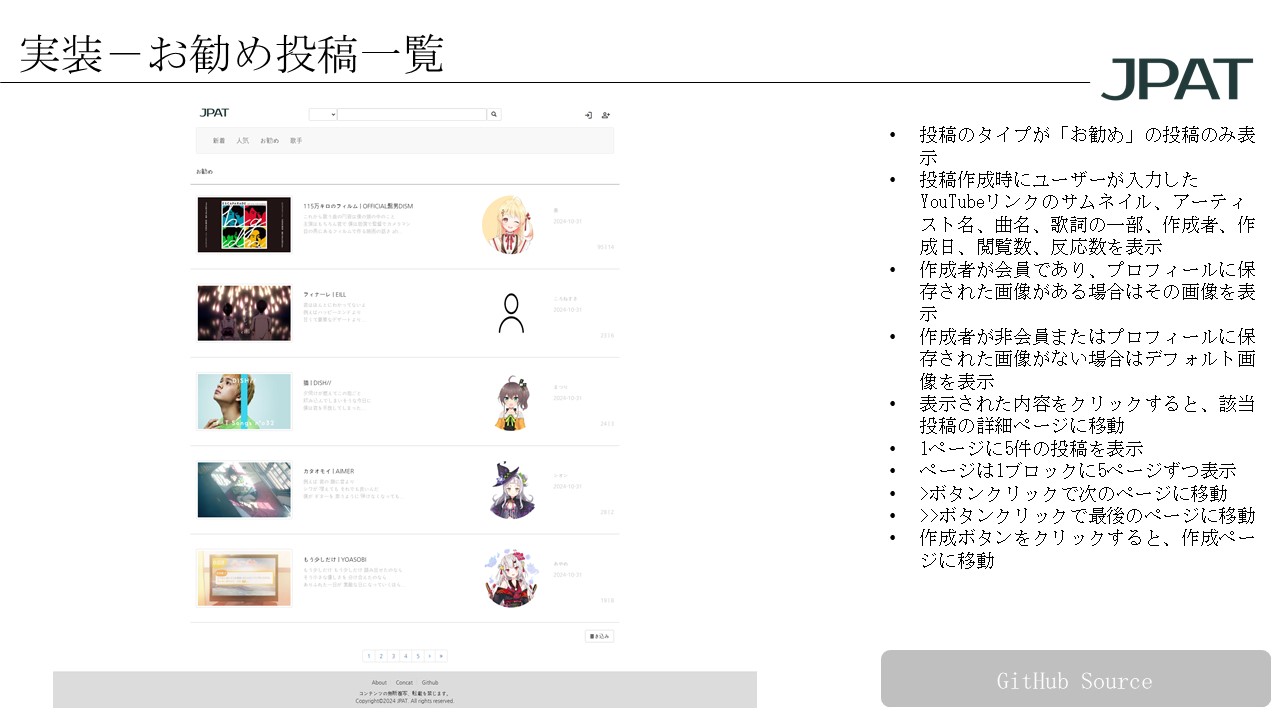 実装－お勧め投稿一覧
JPAT
JPAT
新着 人気 お勧め 歌手
お勧め
115万キロのフィルム | OFFICIAL髭男DISM
2024-10-31
フィナーレ | EILL
2024-10-31
猫 | DISH//
まつり
2024-10-31
カタオモイ | AIMER
2024-10-31
もう少しだけ | YOASOBI
あやめ
2024-10-31
書き込み
1 2 3 4 5 › »
About Concat Github
コンテンツの無断複写、転載を禁じます。
Copyright©2024 JPAT. All rights reserved.
• 投稿のタイプが「お勧め」の投稿のみ表
示
• 投稿作成時にユーザーが入力した
YouTubeリンクのサムネイル、アーティ
スト名、曲名、歌詞の一部、作成者、作
成日、閲覧数、反応数を表示
• 作成者が会員であり、プロフィールに保
存された画像がある場合はその画像を表
示
• 作成者が非会員またはプロフィールに保
存された画像がない場合はデフォルト画
像を表示
• 表示された内容をクリックすると、該当
投稿の詳細ページに移動
• 1ページに5件の投稿を表示
• ページは1ブロックに5ページずつ表示
• >ボタンクリックで次のページに移動
• >>ボタンクリックで最後のページに移動
• 作成ボタンをクリックすると、作成ペー
ジに移動
GitHub Source